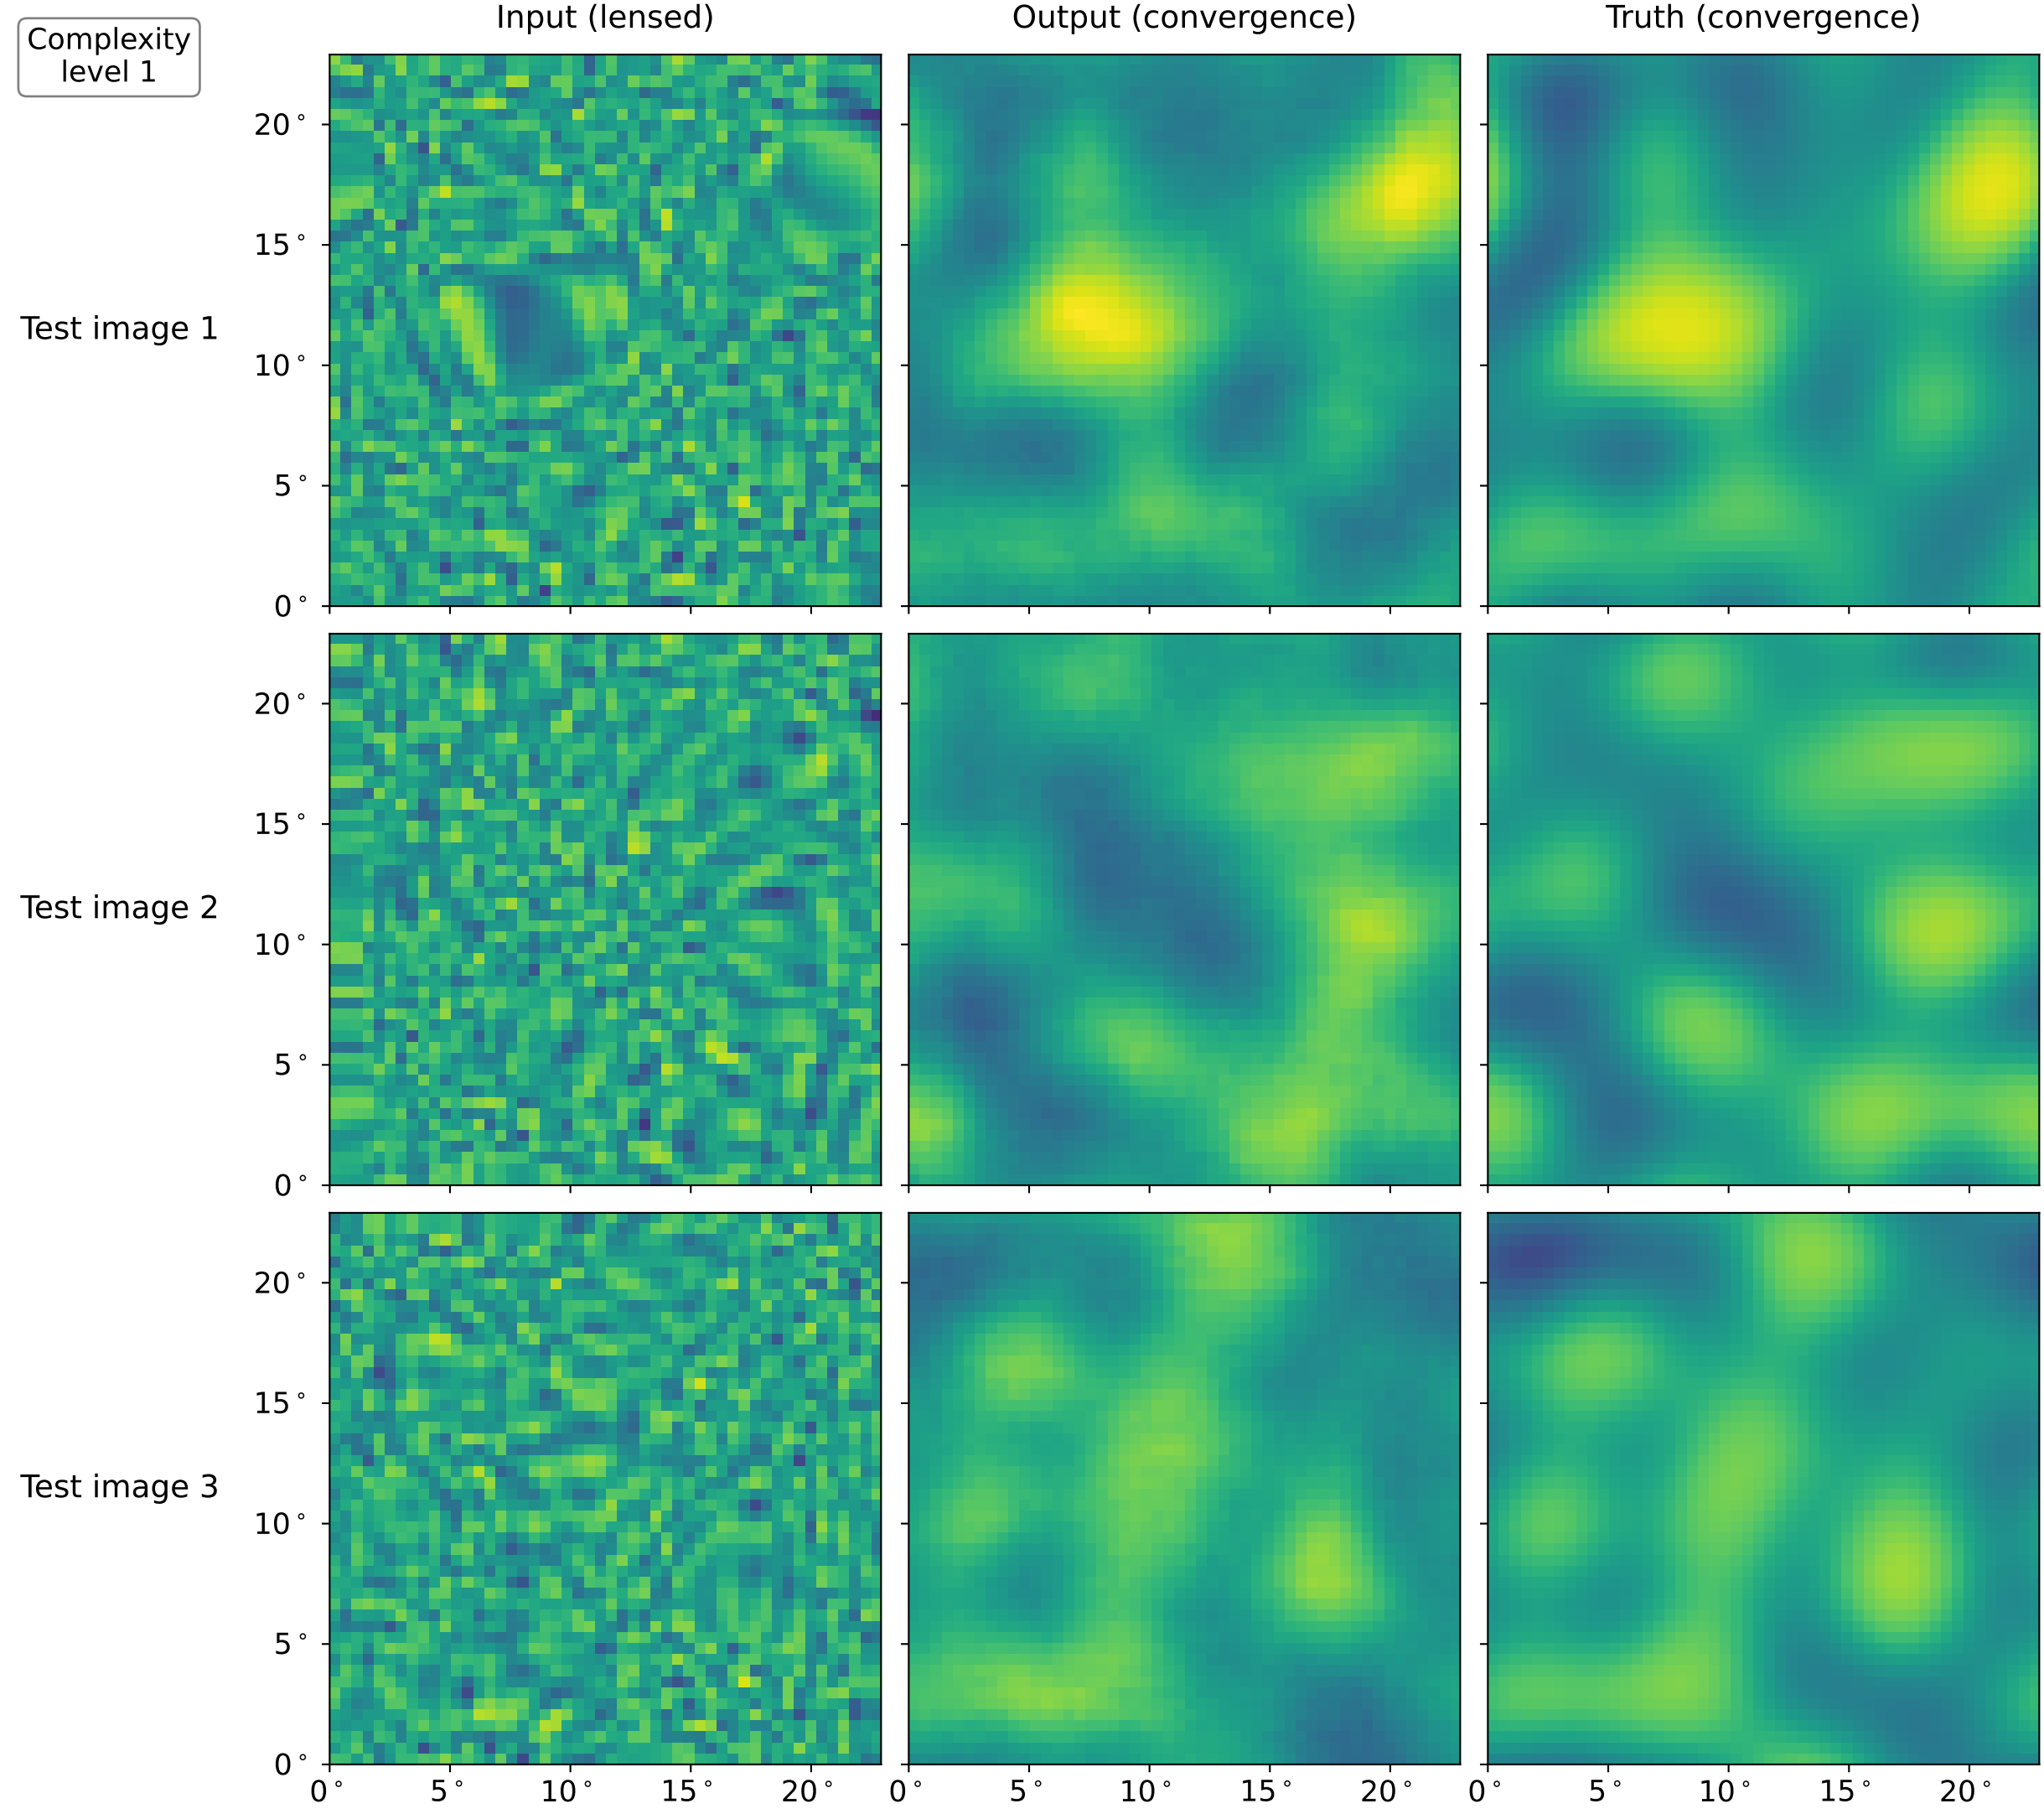 Complexity
level 1
Input (lensed)
Output (convergence)
Truth (convergence)
Test image 1
20°
15°
10°
5°
0°
Test image 2
20°
15°
10°
5°
0°
Test image 3
20°
15°
10°
5°
0°
0° 5° 10° 15° 20° 0° 5° 10° 15° 20° 0° 5° 10° 15° 20°